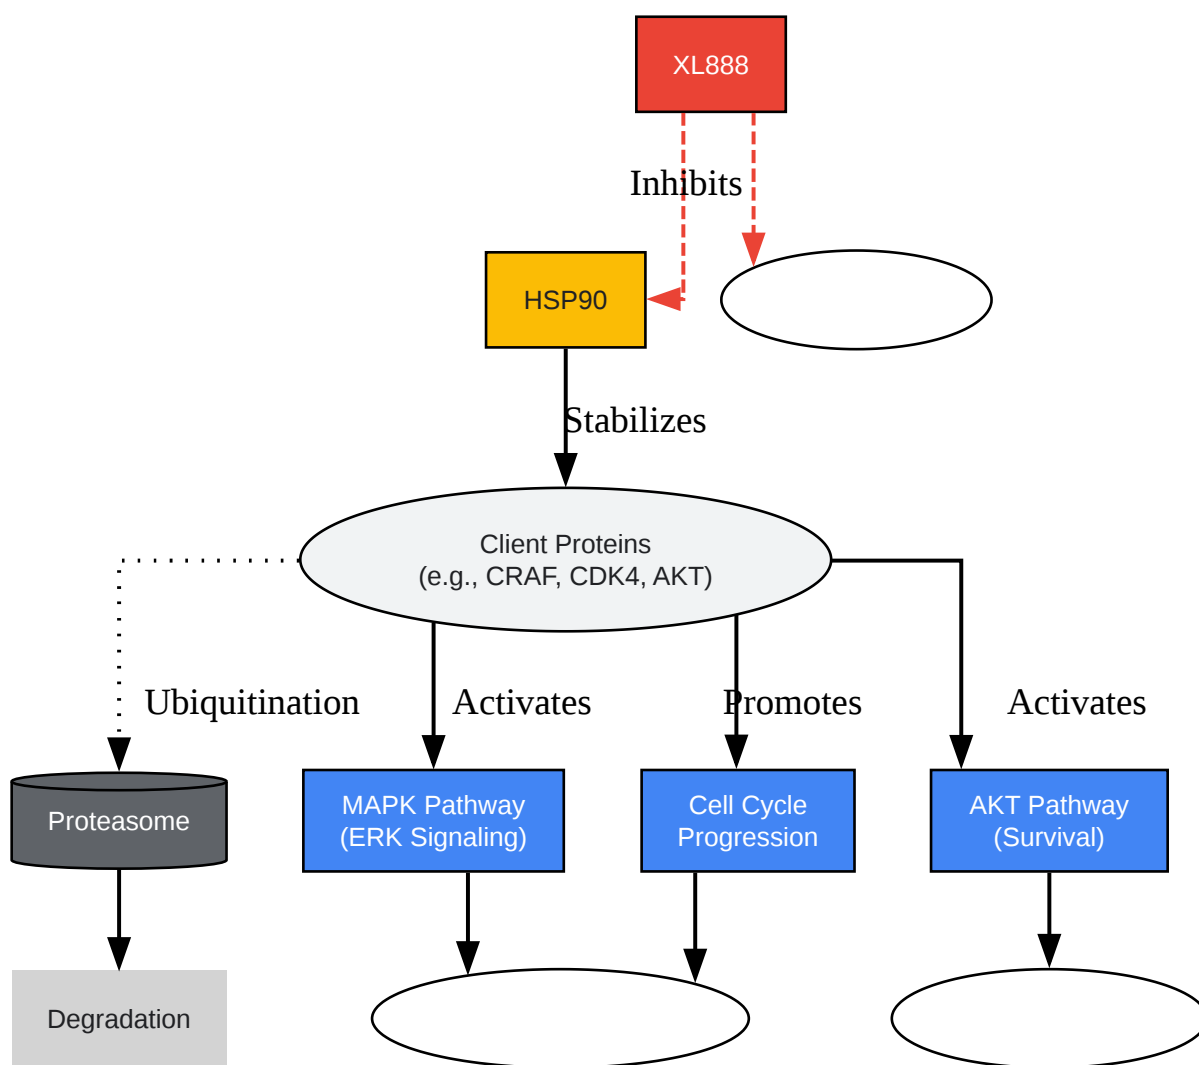 XL888
Inhibits
HSP90
Stabilizes
Client Proteins
(e.g., CRAF, CDK4, AKT)
Ubiquitination
Activates
Promotes
Activates
Proteasome
MAPK Pathway
(ERK Signaling)
Cell Cycle
Progression
AKT Pathway
(Survival)
Degradation